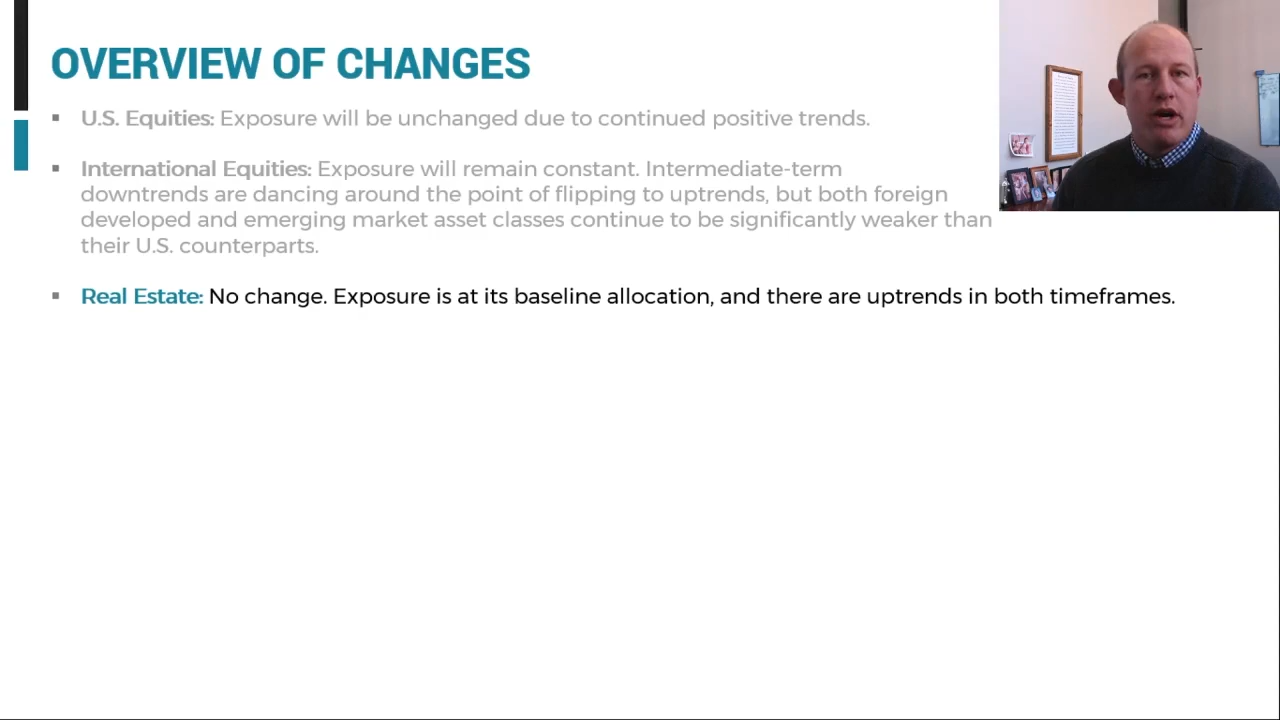 OVERVIEW OF CHANGES
▪ U.S. Equities: Exposure will be unchanged due to continued positive trends.
▪ International Equities: Exposure will remain constant. Intermediate-term
downtrends are dancing around the point of flipping to uptrends, but both foreign
developed and emerging market asset classes continue to be significantly weaker than
their U.S. counterparts.
▪ Real Estate: No change. Exposure is at its baseline allocation, and there are uptrends in both timeframes.